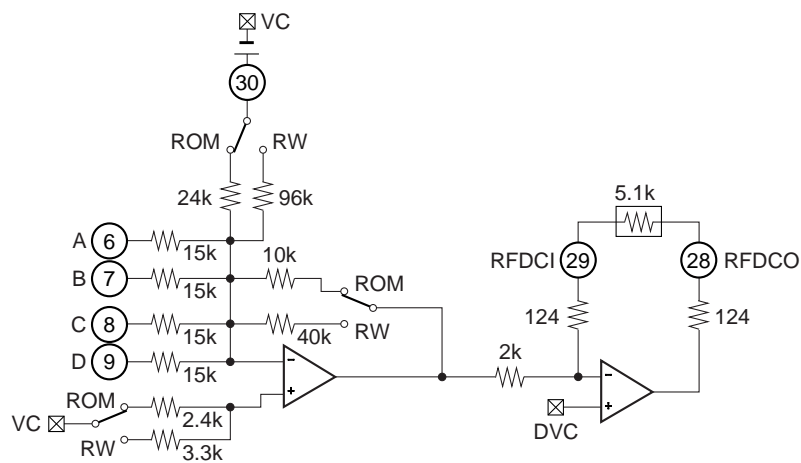 VC
30
ROM RW
24k 96k
5.1k
A 6 15k
10k
RFDCI 29 28 RFDCO
B 7 15k
ROM
C 8 15k
40k RW
124 124
D 9 15k
2k
−
+
−
+
ROM
2.4k
VC
DVC
RW
3.3k